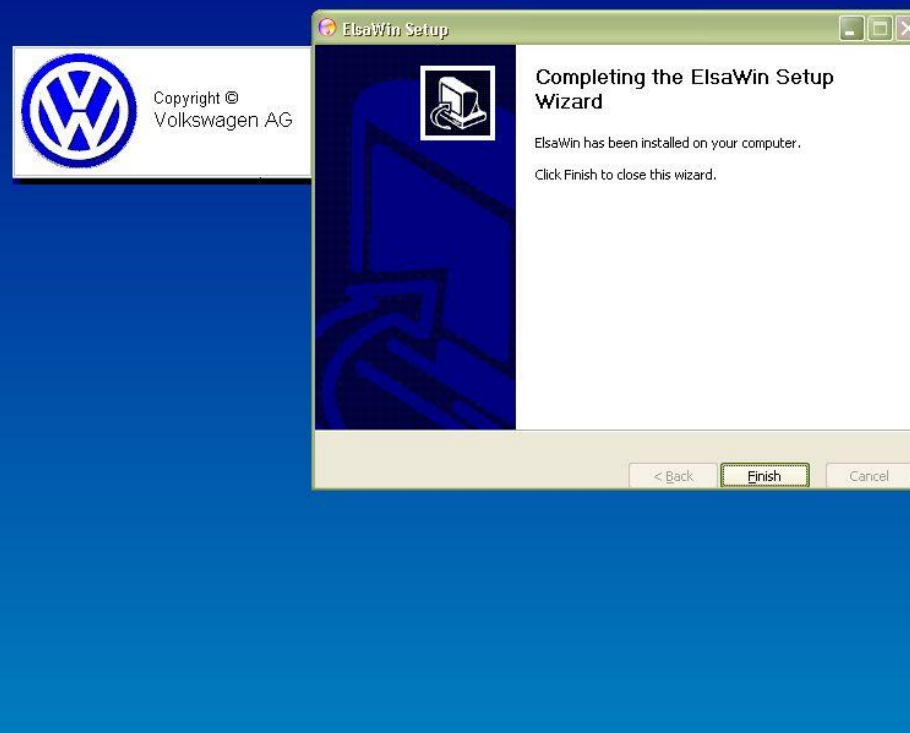 ElsaWin Setup
Copyright ©
Volkswagen AG
Completing the ElsaWin Setup
Wizard
ElsaWin has been installed on your computer.
Click Finish to close this wizard.
< Back
Finish
Cancel